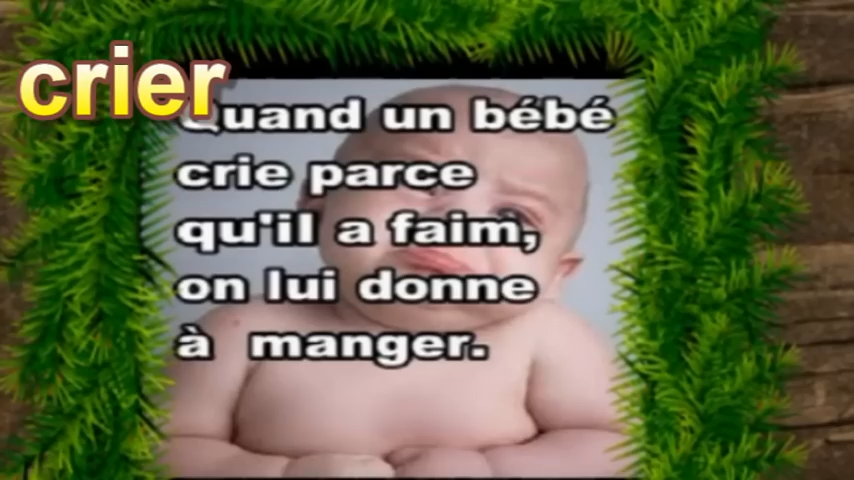 crier
Quand un bébé
crie parce
qu'il a faim,
on lui donne
à manger.